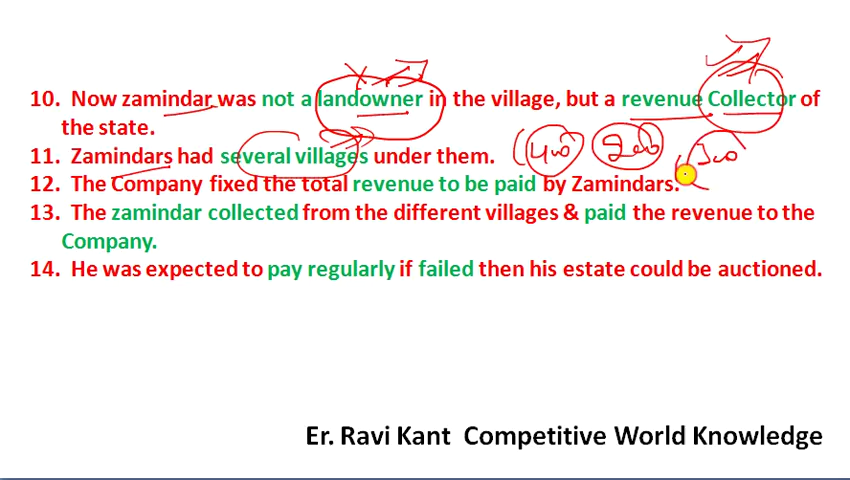 10. Now zamindar was not a landowner in the village, but a revenue Collector of
the state.
11. Zamindars had several villages under them. 400 200 300
12. The Company fixed the total revenue to be paid by Zamindars.
13. The zamindar collected from the different villages & paid the revenue to the
Company.
14. He was expected to pay regularly if failed then his estate could be auctioned.
Er. Ravi Kant Competitive World Knowledge